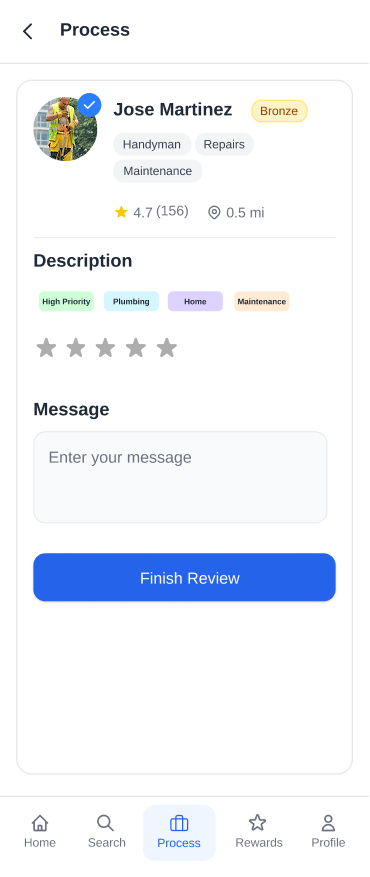 Process
Jose Martinez Bronze
Handyman Repairs
Maintenance
4.7 (156) 0.5 mi
Description
High Priority Plumbing Home Maintenance
Message
Enter your message
Finish Review
Home Search Process Rewards Profile